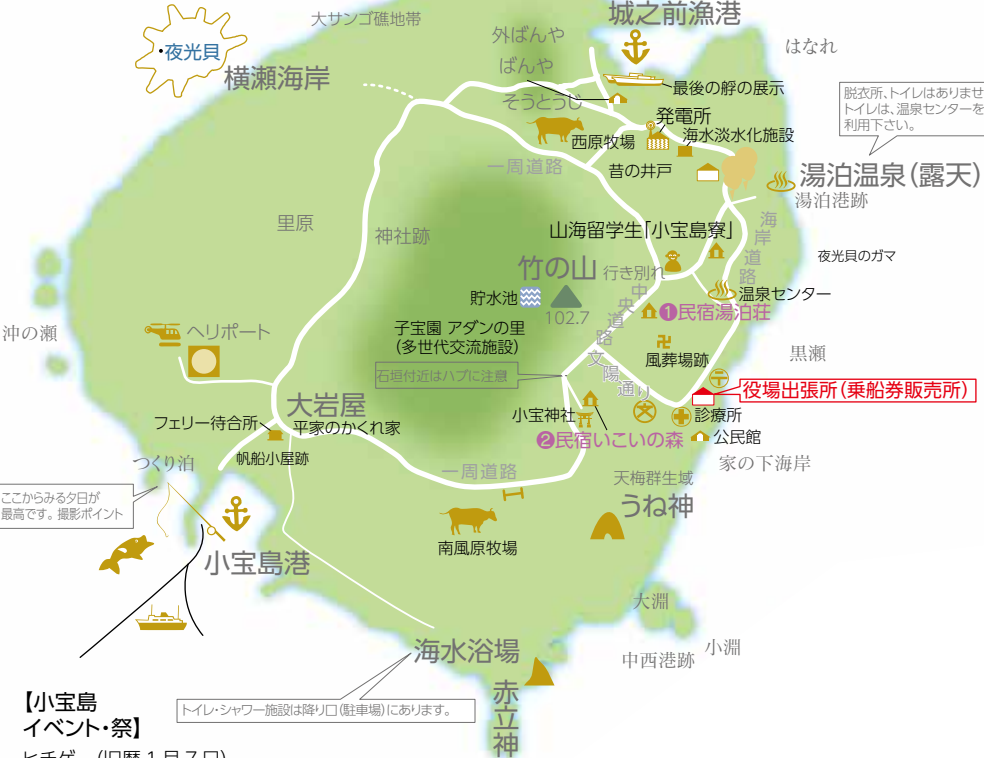 大サンゴ礁地帯
城之前漁港
・夜光貝
外ばんや
はなれ
横瀬海岸
ばんや
最後の艀の展示
そうとうじ
脱衣所、トイレはありませ
トイレは、温泉センターを
利用下さい。
発電所
西原牧場
海水淡水化施設
一周道路
昔の井戸
湯泊温泉(露天)
湯泊港跡
里原
神社跡
山海留学生「小宝島寮」
海岸道路
夜光貝のガマ
竹の山
行き別れ
貯水池
102.7
中央道路
温泉センター
❶民宿湯泊荘
沖の瀬
ヘリポート
子宝園 アダンの里
(多世代交流施設)
風葬場跡
黒瀬
石垣付近はハブに注意
文陽通り
役場出張所(乗船券販売所)
大岩屋
フェリー待合所
平家のかくれ家
小宝神社
診療所
❷民宿いこいの森
公民館
帆船小屋跡
つくり泊
一周道路
家の下海岸
天梅群生域
うね神
ここからみる夕日が
最高です。撮影ポイント
南風原牧場
小宝島港
大淵
小淵
中西港跡
海水浴場
赤立神
トイレ・シャワー施設は降り口(駐車場)にあります。
【小宝島
イベント・祭】
ヒチゲー(旧暦1月7日)